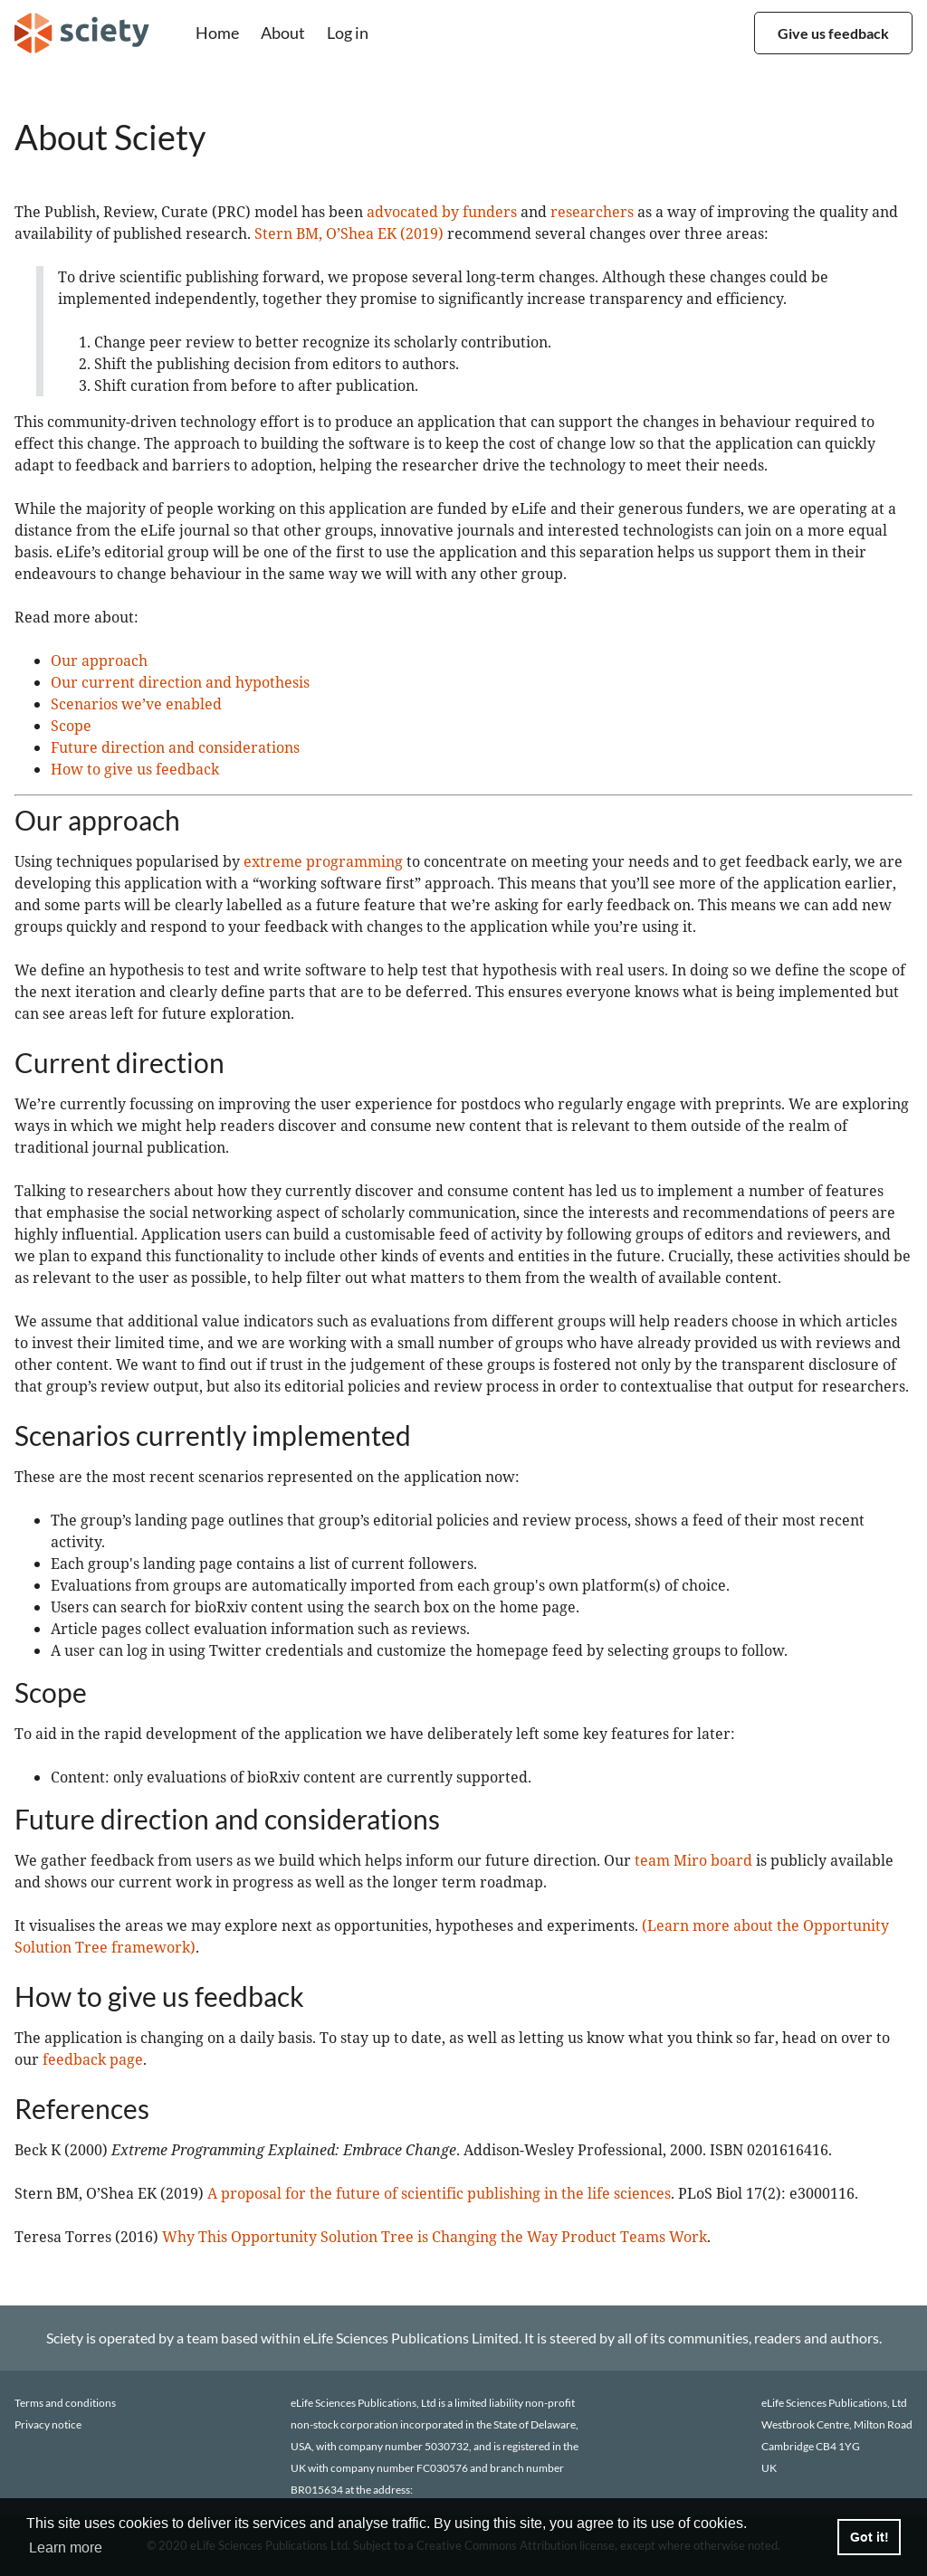 sciety
Home
About
Log in
Give us feedback
About Sciety
The Publish, Review, Curate (PRC) model has been advocated by funders and researchers as a way of improving the quality and
availability of published research. Stern BM, O’Shea EK (2019) recommend several changes over three areas:
To drive scientific publishing forward, we propose several long-term changes. Although these changes could be
implemented independently, together they promise to significantly increase transparency and efficiency.
1. Change peer review to better recognize its scholarly contribution.
2. Shift the publishing decision from editors to authors.
3. Shift curation from before to after publication.
This community-driven technology effort is to produce an application that can support the changes in behaviour required to
effect this change. The approach to building the software is to keep the cost of change low so that the application can quickly
adapt to feedback and barriers to adoption, helping the researcher drive the technology to meet their needs.
While the majority of people working on this application are funded by eLife and their generous funders, we are operating at a
distance from the eLife journal so that other groups, innovative journals and interested technologists can join on a more equal
basis. eLife’s editorial group will be one of the first to use the application and this separation helps us support them in their
endeavours to change behaviour in the same way we will with any other group.
Read more about:
• Our approach
• Our current direction and hypothesis
• Scenarios we’ve enabled
• Scope
• Future direction and considerations
• How to give us feedback
Our approach
Using techniques popularised by extreme programming to concentrate on meeting your needs and to get feedback early, we are
developing this application with a “working software first” approach. This means that you’ll see more of the application earlier,
and some parts will be clearly labelled as a future feature that we’re asking for early feedback on. This means we can add new
groups quickly and respond to your feedback with changes to the application while you’re using it.
We define an hypothesis to test and write software to help test that hypothesis with real users. In doing so we define the scope of
the next iteration and clearly define parts that are to be deferred. This ensures everyone knows what is being implemented but
can see areas left for future exploration.
Current direction
We’re currently focussing on improving the user experience for postdocs who regularly engage with preprints. We are exploring
ways in which we might help readers discover and consume new content that is relevant to them outside of the realm of
traditional journal publication.
Talking to researchers about how they currently discover and consume content has led us to implement a number of features
that emphasise the social networking aspect of scholarly communication, since the interests and recommendations of peers are
highly influential. Application users can build a customisable feed of activity by following groups of editors and reviewers, and
we plan to expand this functionality to include other kinds of events and entities in the future. Crucially, these activities should be
as relevant to the user as possible, to help filter out what matters to them from the wealth of available content.
We assume that additional value indicators such as evaluations from different groups will help readers choose in which articles
to invest their limited time, and we are working with a small number of groups who have already provided us with reviews and
other content. We want to find out if trust in the judgement of these groups is fostered not only by the transparent disclosure of
that group’s review output, but also its editorial policies and review process in order to contextualise that output for researchers.
Scenarios currently implemented
These are the most recent scenarios represented on the application now:
• The group’s landing page outlines that group’s editorial policies and review process, shows a feed of their most recent
activity.
• Each group's landing page contains a list of current followers.
• Evaluations from groups are automatically imported from each group's own platform(s) of choice.
• Users can search for bioRxiv content using the search box on the home page.
• Article pages collect evaluation information such as reviews.
• A user can log in using Twitter credentials and customize the homepage feed by selecting groups to follow.
Scope
To aid in the rapid development of the application we have deliberately left some key features for later:
• Content: only evaluations of bioRxiv content are currently supported.
Future direction and considerations
We gather feedback from users as we build which helps inform our future direction. Our team Miro board is publicly available
and shows our current work in progress as well as the longer term roadmap.
It visualises the areas we may explore next as opportunities, hypotheses and experiments. (Learn more about the Opportunity
Solution Tree framework).
How to give us feedback
The application is changing on a daily basis. To stay up to date, as well as letting us know what you think so far, head on over to
our feedback page.
References
Beck K (2000) Extreme Programming Explained: Embrace Change. Addison-Wesley Professional, 2000. ISBN 0201616416.
Stern BM, O’Shea EK (2019) A proposal for the future of scientific publishing in the life sciences. PLoS Biol 17(2): e3000116.
Teresa Torres (2016) Why This Opportunity Solution Tree is Changing the Way Product Teams Work.
Sciety is operated by a team based within eLife Sciences Publications Limited. It is steered by all of its communities, readers and authors.
Terms and conditions
Privacy notice
eLife Sciences Publications, Ltd is a limited liability non-profit
non-stock corporation incorporated in the State of Delaware,
USA, with company number 5030732, and is registered in the
UK with company number FC030576 and branch number
BR015634 at the address:
eLife Sciences Publications, Ltd
Westbrook Centre, Milton Road
Cambridge CB4 1YG
UK
This site uses cookies to deliver its services and analyse traffic. By using this site, you agree to its use of cookies.
Learn more
Got it!
© 2020 eLife Sciences Publications Ltd. Subject to a Creative Commons Attribution license, except where otherwise noted.